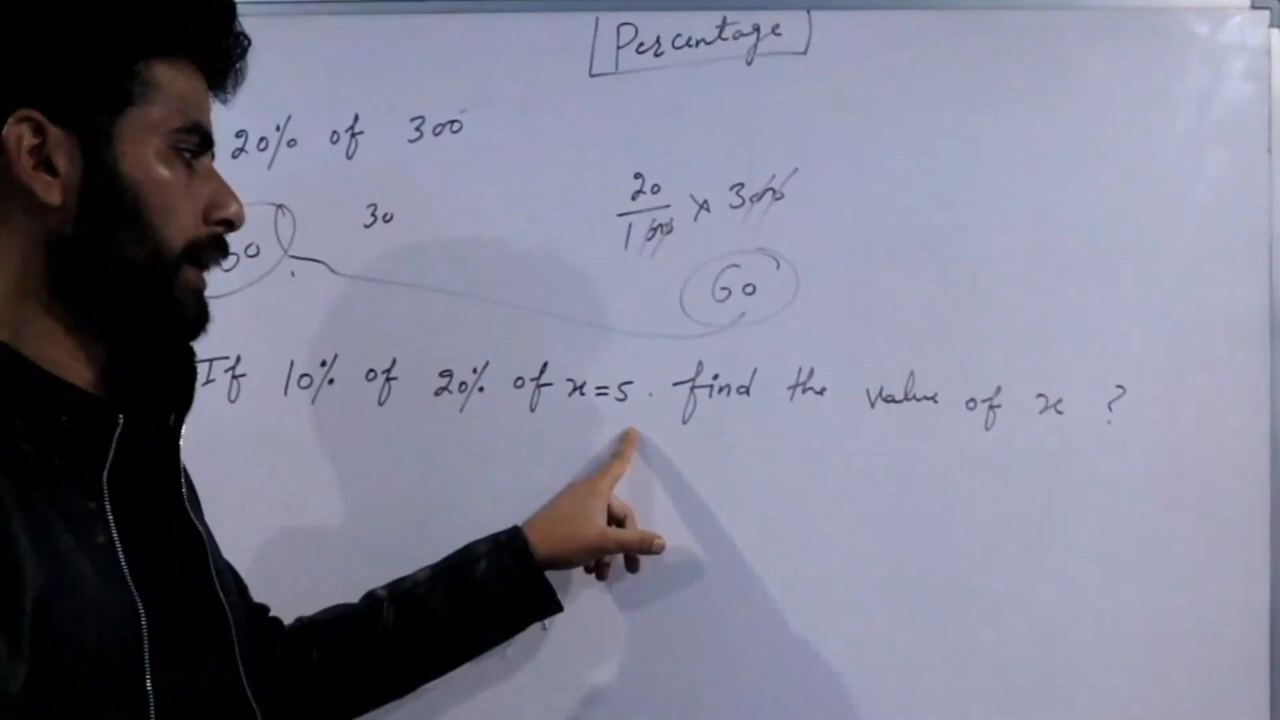 Percentage
20% of 300
20
30
100 × 300
60
If 10% of 20% of x=5. find the value of x ?